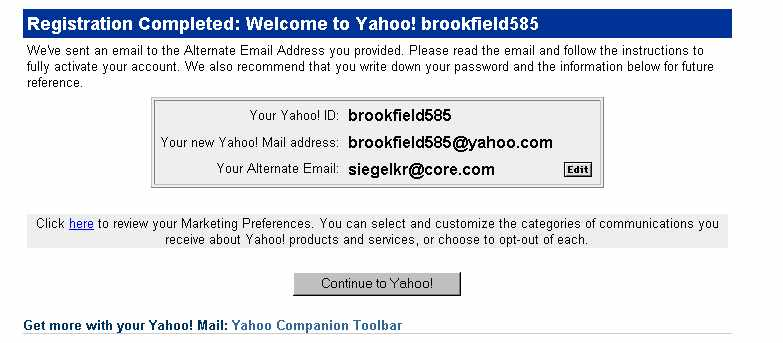 Registration Completed: Welcome to Yahoo! brookfield585
We've sent an email to the Alternate Email Address you provided. Please read the email and follow the instructions to
fully activate your account. We also recommend that you write down your password and the information below for future
reference.
Your Yahoo! ID: brookfield585
Your new Yahoo! Mail address: brookfield585@yahoo.com
Your Alternate Email: siegelkr@core.com Edit
Click here to review your Marketing Preferences. You can select and customize the categories of communications you
receive about Yahoo! products and services, or choose to opt-out of each.
Continue to Yahoo!
Get more with your Yahoo! Mail: Yahoo Companion Toolbar